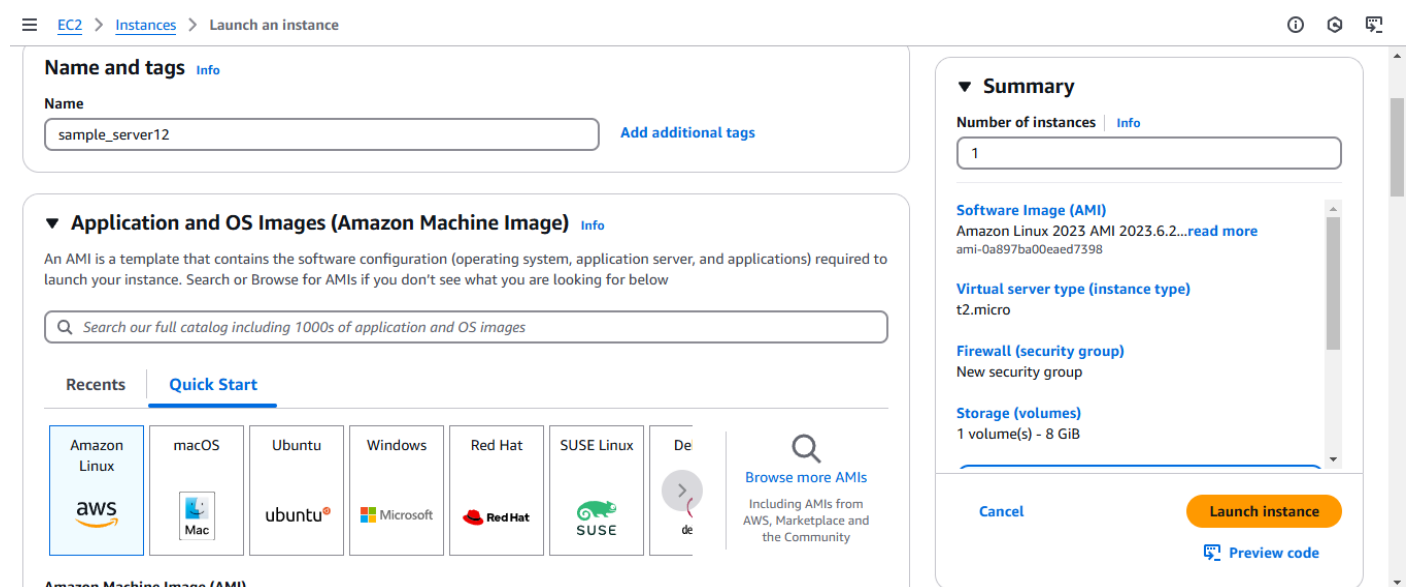 EC2 > Instances > Launch an instance
Name and tags Info
Name
sample_server12
Add additional tags
Application and OS Images (Amazon Machine Image) Info
An AMI is a template that contains the software configuration (operating system, application server, and applications) required to
launch your instance. Search or Browse for AMIs if you don't see what you are looking for below
Search our full catalog including 1000s of application and OS images
Recents
Quick Start
Amazon
Linux
aws
macOS
Mac
Ubuntu
ubuntu
Windows
Microsoft
Red Hat
Red Hat
SUSE Linux
SUSE
De
de
Browse more AMIs
Including AMIs from
AWS, Marketplace and
the Community
Amazon Machine Image (AMI)
Summary
Number of instances Info
1
Software Image (AMI)
Amazon Linux 2023 AMI 2023.6.2...read more
ami-0a897ba00eaed7398
Virtual server type (instance type)
t2.micro
Firewall (security group)
New security group
Storage (volumes)
1 volume(s) - 8 GiB
Cancel
Launch instance
Preview code